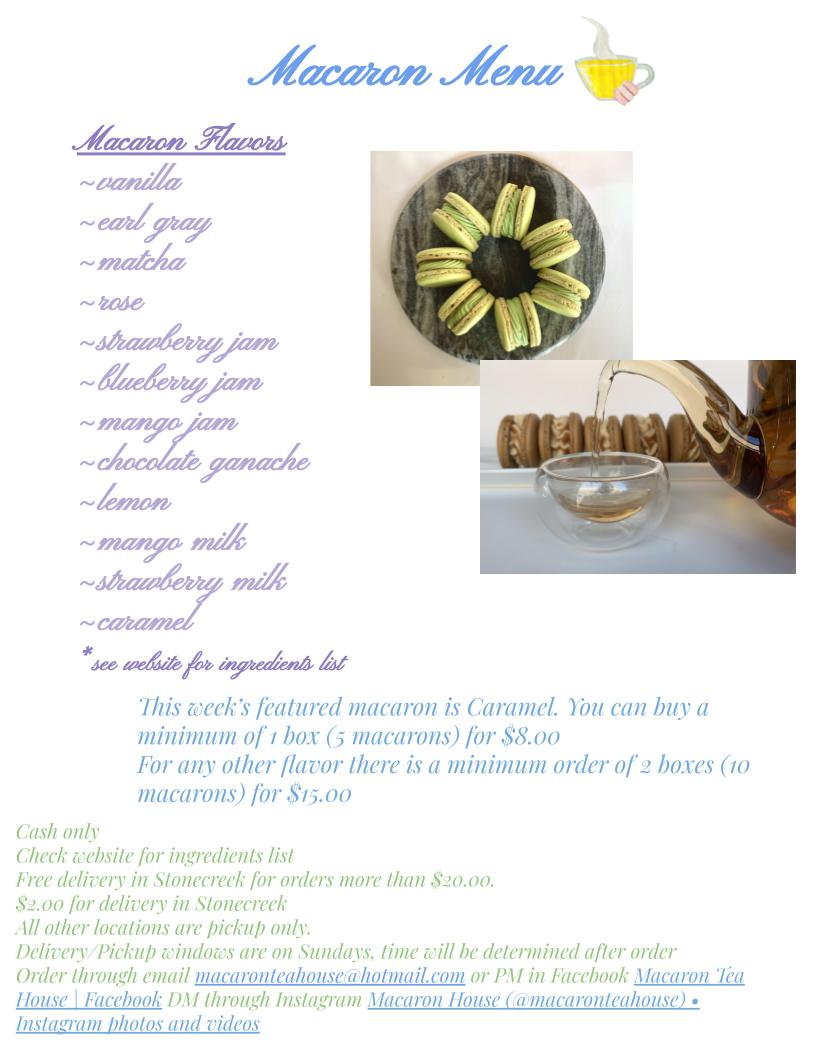 Macaron Menu
Macaron Flavors
~vanilla
~earl gray
~matcha
~rose
~strawberry jam
~blueberry jam
~mango jam
~chocolate ganache
~lemon
~mango milk
~strawberry milk
~caramel
*see website for ingredients list
This week’s featured macaron is Caramel. You can buy a
minimum of 1 box (5 macarons) for $8.00
For any other flavor there is a minimum order of 2 boxes (10
macarons) for $15.00
Cash only
Check website for ingredients list
Free delivery in Stonecreek for orders more than $20.00.
$2.00 for delivery in Stonecreek
All other locations are pickup only.
Delivery/Pickup windows are on Sundays, time will be determined after order
Order through email macaronteahouse@hotmail.com or PM in Facebook Macaron Tea
House | Facebook DM through Instagram Macaron House (@macaronteahouse) •
Instagram photos and videos